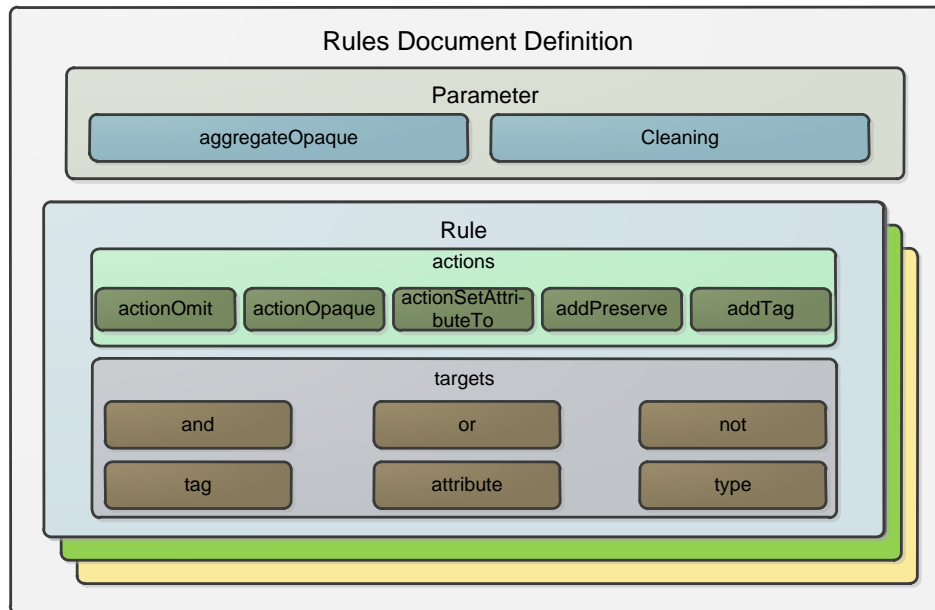 Rules Document Definition
Parameter
aggregateOpaque
Cleaning
Rule
actions
actionOmit
actionOpaque
actionSetAttri-
buteTo
addPreserve
addTag
targets
and
or
not
tag
attribute
type